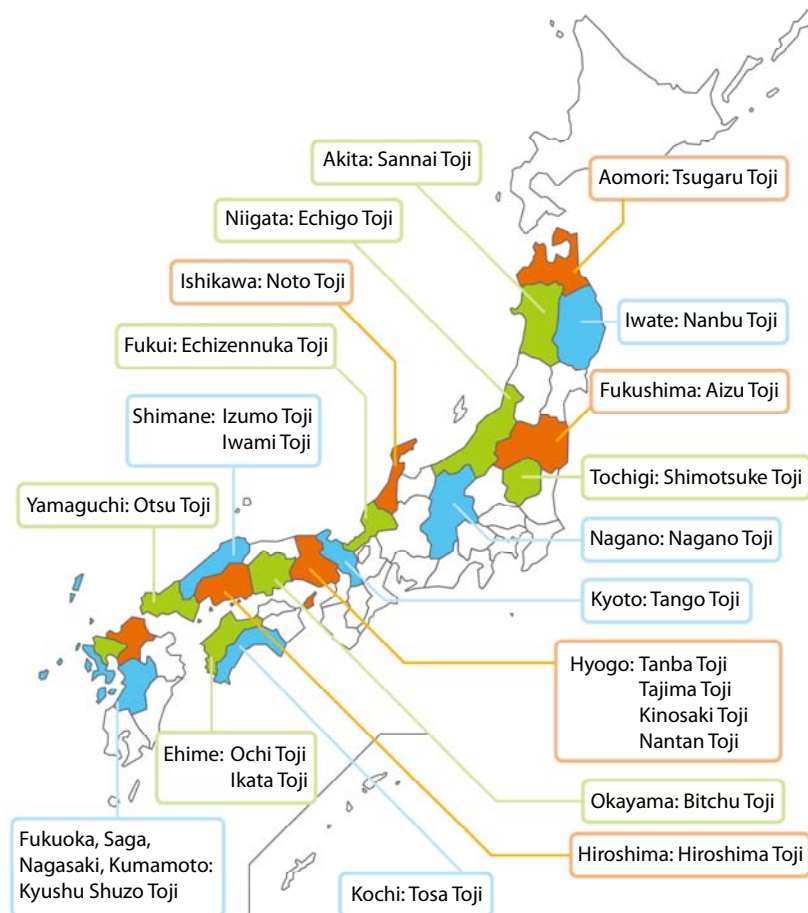 Akita: Sannai Toji
Aomori: Tsugaru Toji
Niigata: Echigo Toji
Ishikawa: Noto Toji
Iwate: Nanbu Toji
Fukui: Echizennuka Toji
Fukushima: Aizu Toji
Shimane: Izumo Toji
Iwami Toji
Tochigi: Shimotsuke Toji
Yamaguchi: Otsu Toji
Nagano: Nagano Toji
Kyoto: Tango Toji
Hyogo: Tanba Toji
Tajima Toji
Kinosaki Toji
Nantan Toji
Ehime: Ochi Toji
Ikata Toji
Okayama: Bitchu Toji
Fukuoka, Saga,
Nagasaki, Kumamoto:
Kyushu Shuzo Toji
Hiroshima: Hiroshima Toji
Kochi: Tosa Toji